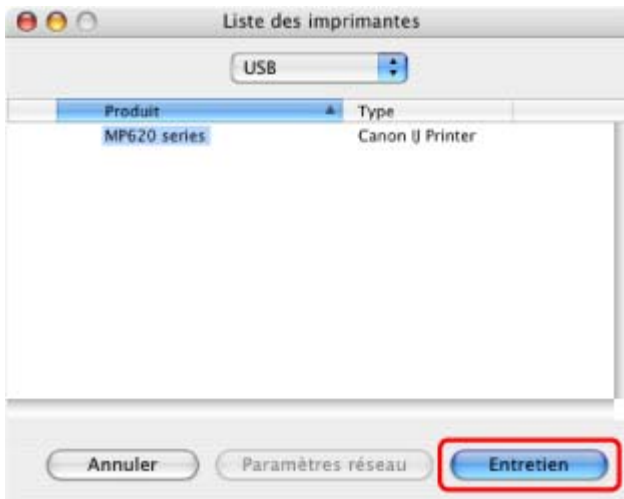 Liste des imprimantes
USB
Produit Type
MP620 series Canon IJ Printer
Annuler Paramètres réseau Entretien